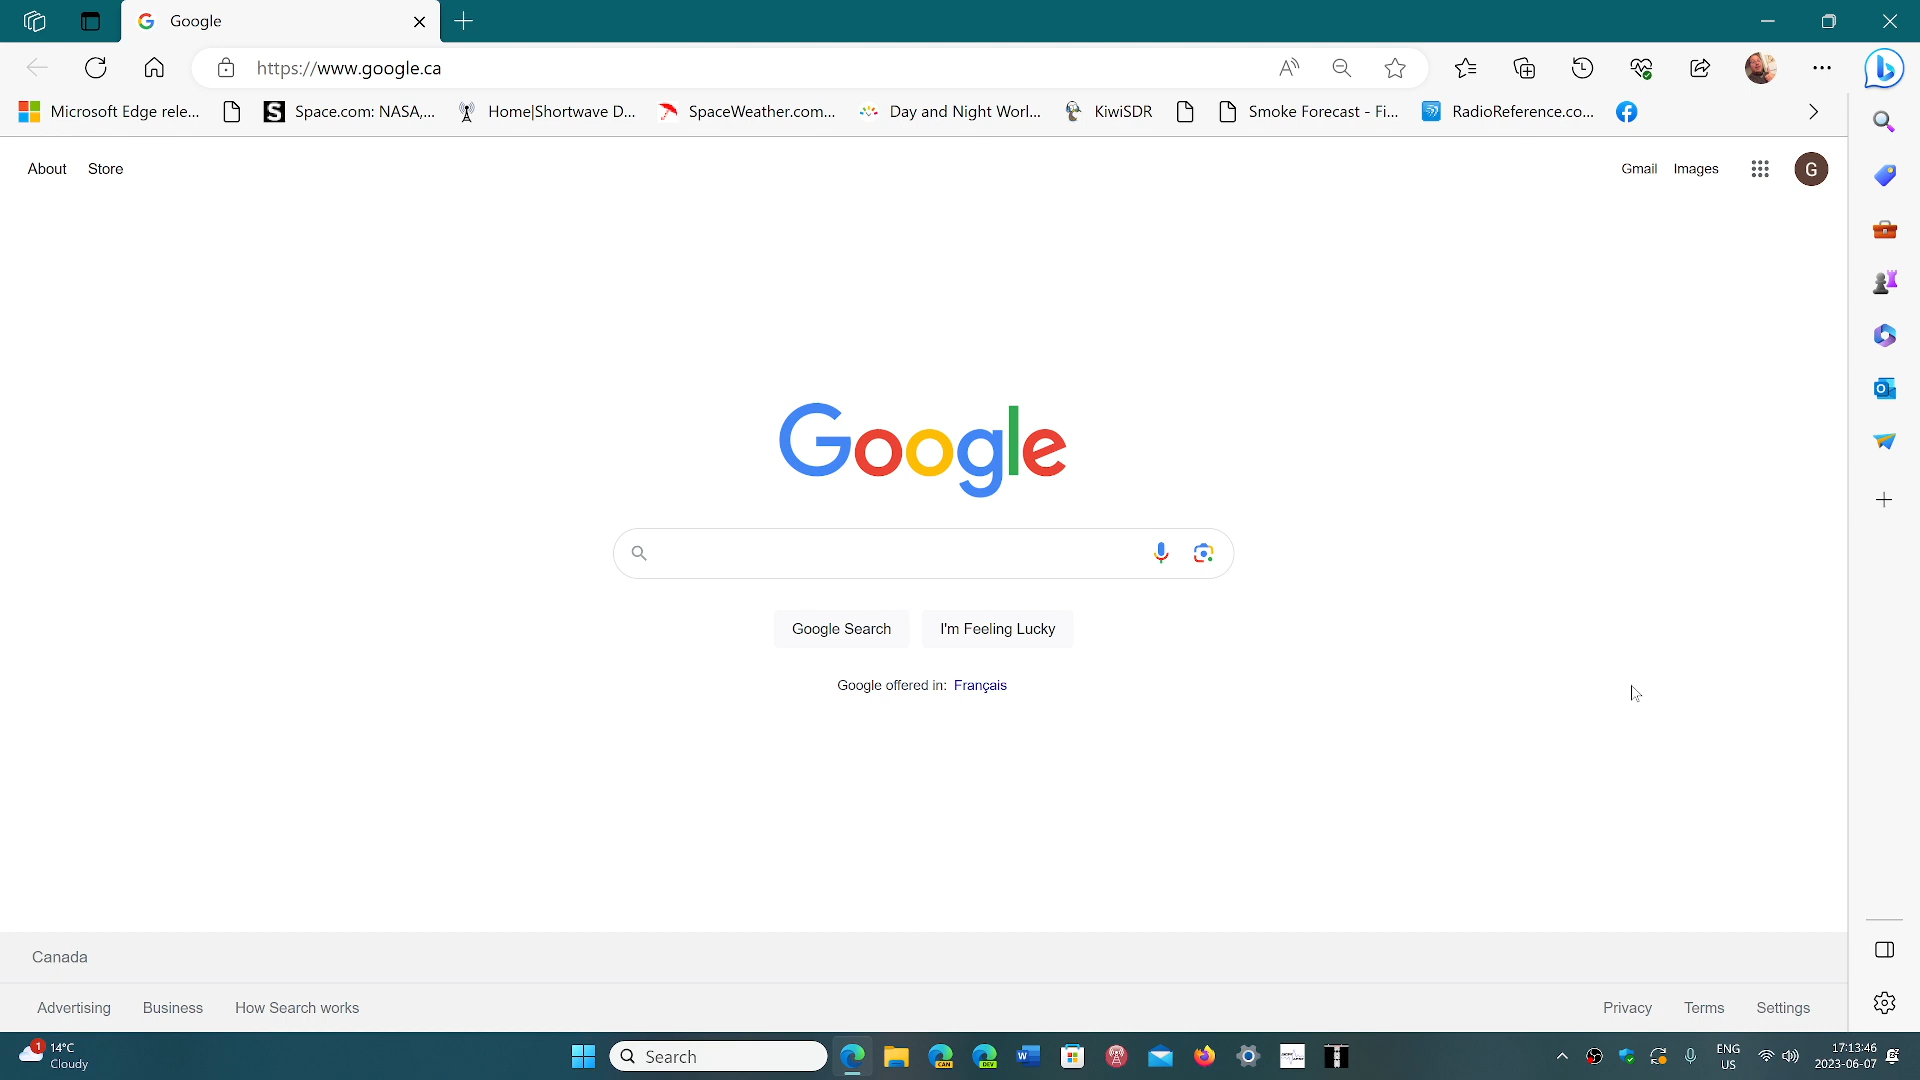 Google
https://www.google.ca
Microsoft Edge rele...
Space.com: NASA,...
Home|Shortwave D...
SpaceWeather.com...
Day and Night Worl...
KiwiSDR
Smoke Forecast - Fi...
RadioReference.co...
About Store
Gmail Images G
Google
Google Search
I'm Feeling Lucky
Google offered in: Français
Canada
Advertising Business How Search works
Privacy Terms Settings
1
14°C
Cloudy
Search
CAN
DEV
ENG
US
17:13:46
2023-06-07